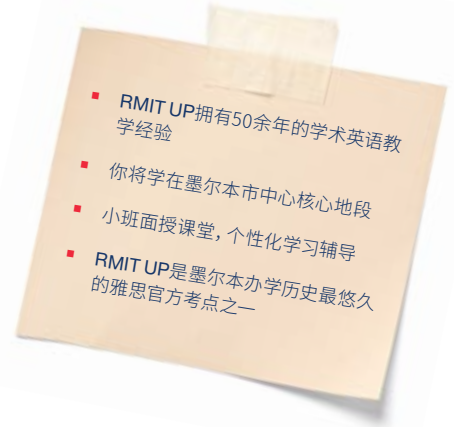 RMIT UP拥有50余年的学术英语教
学经验
你将学在墨尔本市中心核心地段
小班面授课堂，个性化学习辅导
RMIT UP是墨尔本办学历史最悠久
的雅思官方考点之一